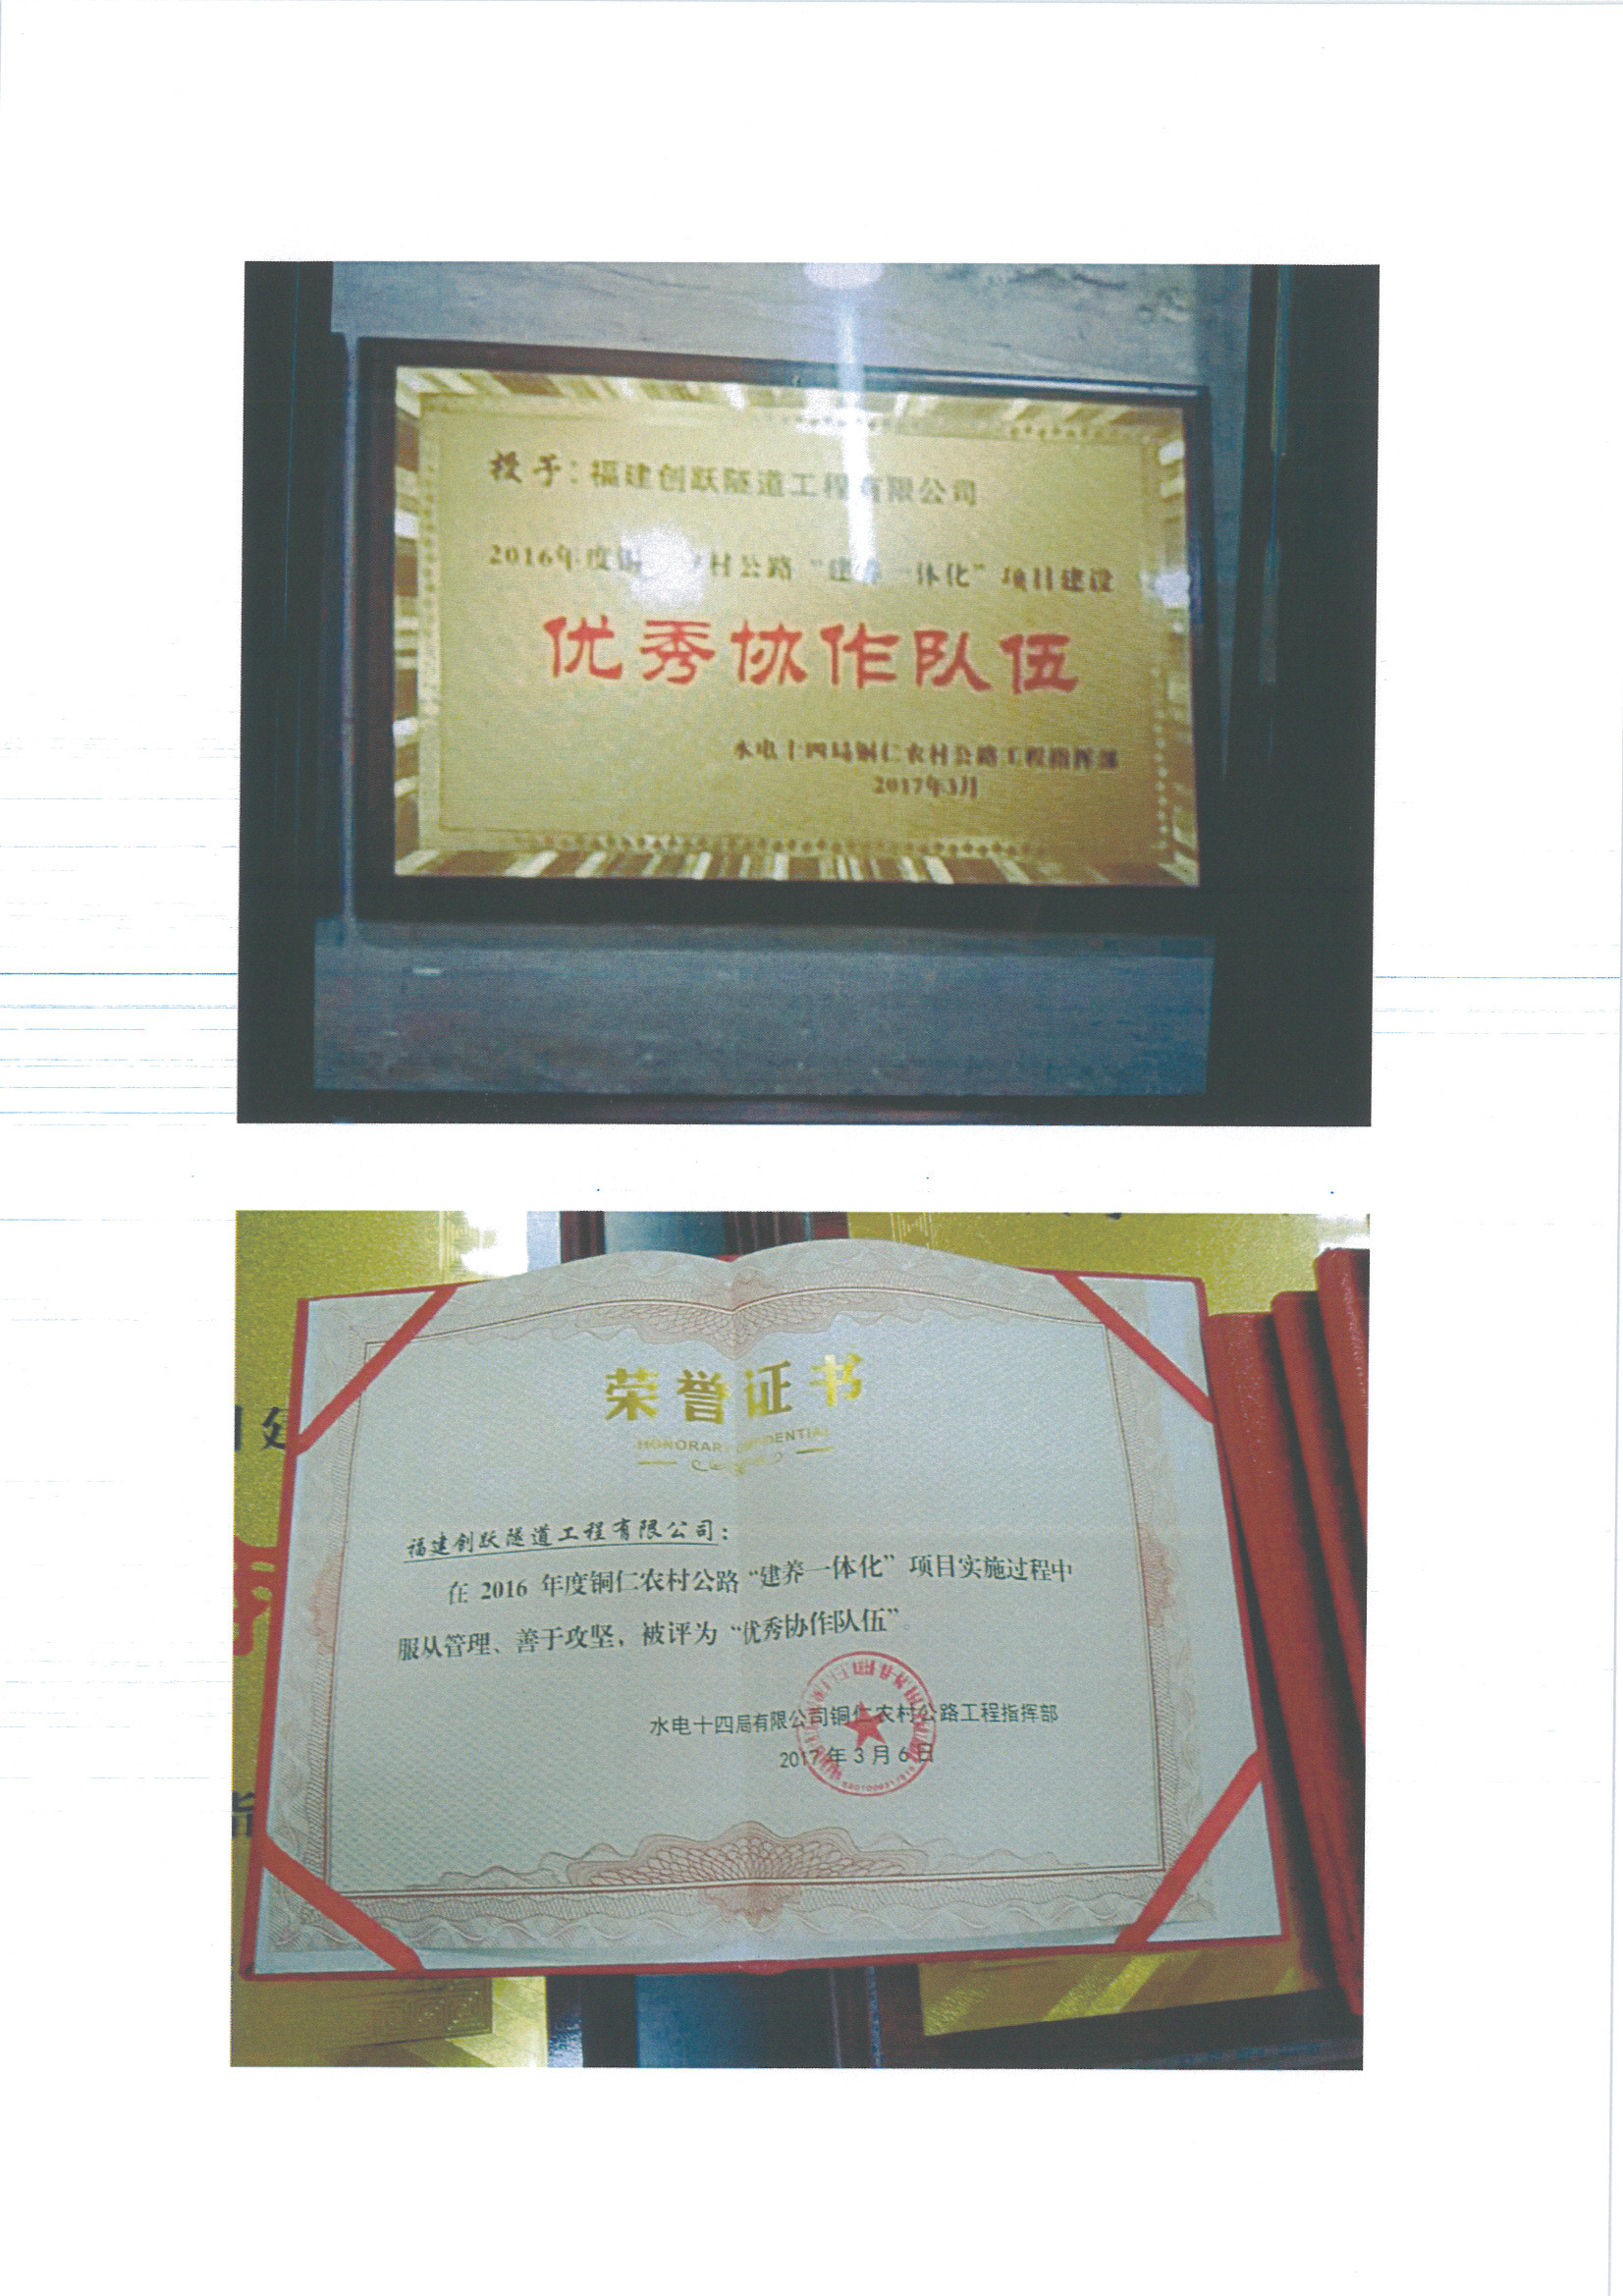 授予：福建创跃隧道工程有限公司
2016年度铜 村公路“建养一体化”项目建设
优秀协作队伍
水电十四局铜仁农村公路工程指挥部
2017年3月
荣誉证书
福建创跃隧道工程有限公司：
在 2016 年度铜仁农村公路“建养一体化”项目实施过程中
服从管理、善于攻坚，被评为“优秀协作队伍”。
水电十四局有限公司铜仁农村公路工程指挥部
2017 年 3 月 6 日